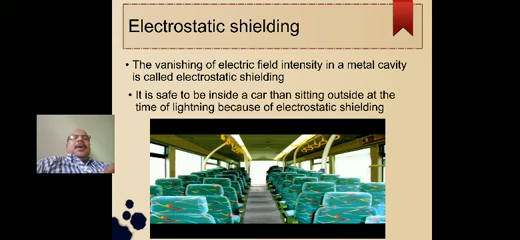 Electrostatic shielding
• The vanishing of electric field intensity in a metal cavity
is called electrostatic shielding
• It is safe to be inside a car than sitting outside at the
time of lightning because of electrostatic shielding